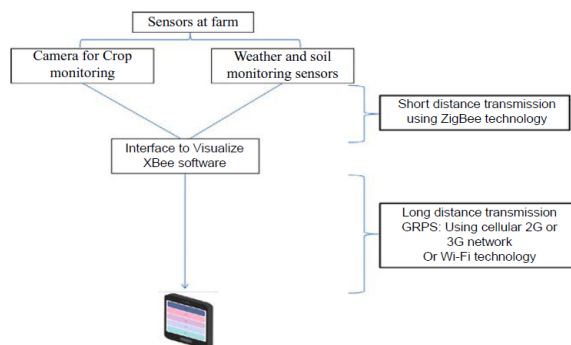 Sensors at farm
Camera for Crop
monitoring
Weather and soil
monitoring sensors
Short distance transmission
using ZigBee technology
Interface to Visualize
XBee software
Long distance transmission
GRPS: Using cellular 2G or
3G network
Or Wi-Fi technology